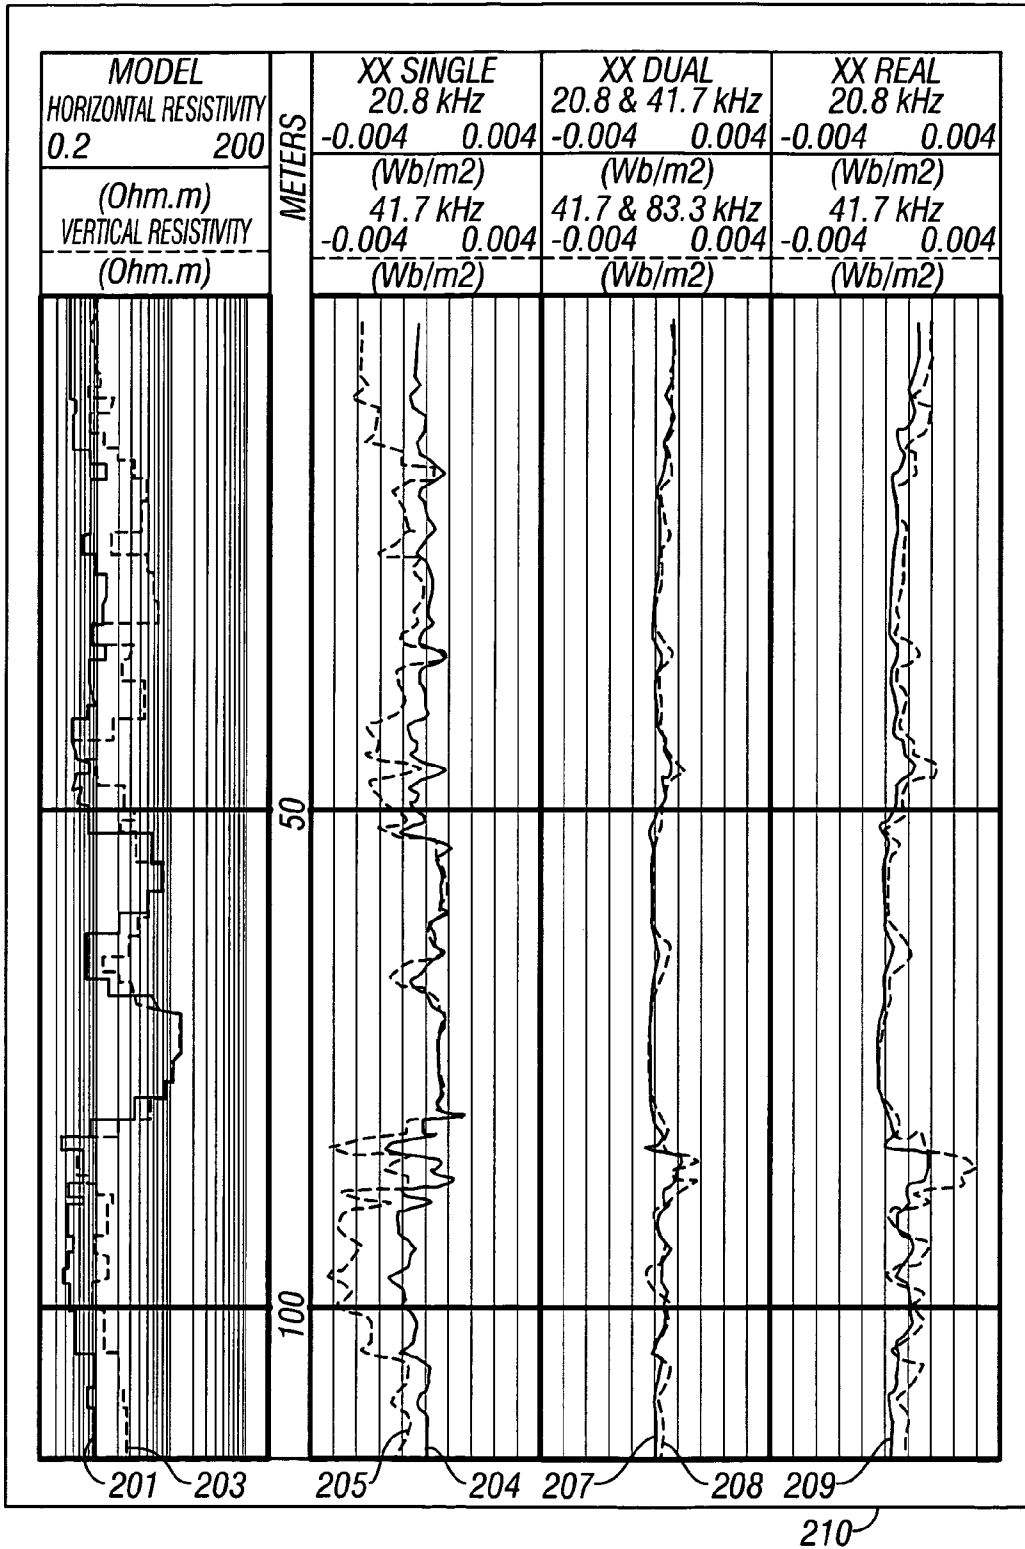 MODEL
HORIZONTAL RESISTIVITY
0.2 200
(Ohm.m)
VERTICAL RESISTIVITY
(Ohm.m)
METERS
XX SINGLE
20.8 kHz
-0.004 0.004
(Wb/m2)
41.7 kHz
-0.004 0.004
(Wb/m2)
XX DUAL
20.8 & 41.7 kHz
-0.004 0.004
(Wb/m2)
41.7 & 83.3 kHz
-0.004 0.004
(Wb/m2)
XX REAL
20.8 kHz
-0.004 0.004
(Wb/m2)
41.7 kHz
-0.004 0.004
(Wb/m2)
50
100
201 203 205 204 207 208 209
210